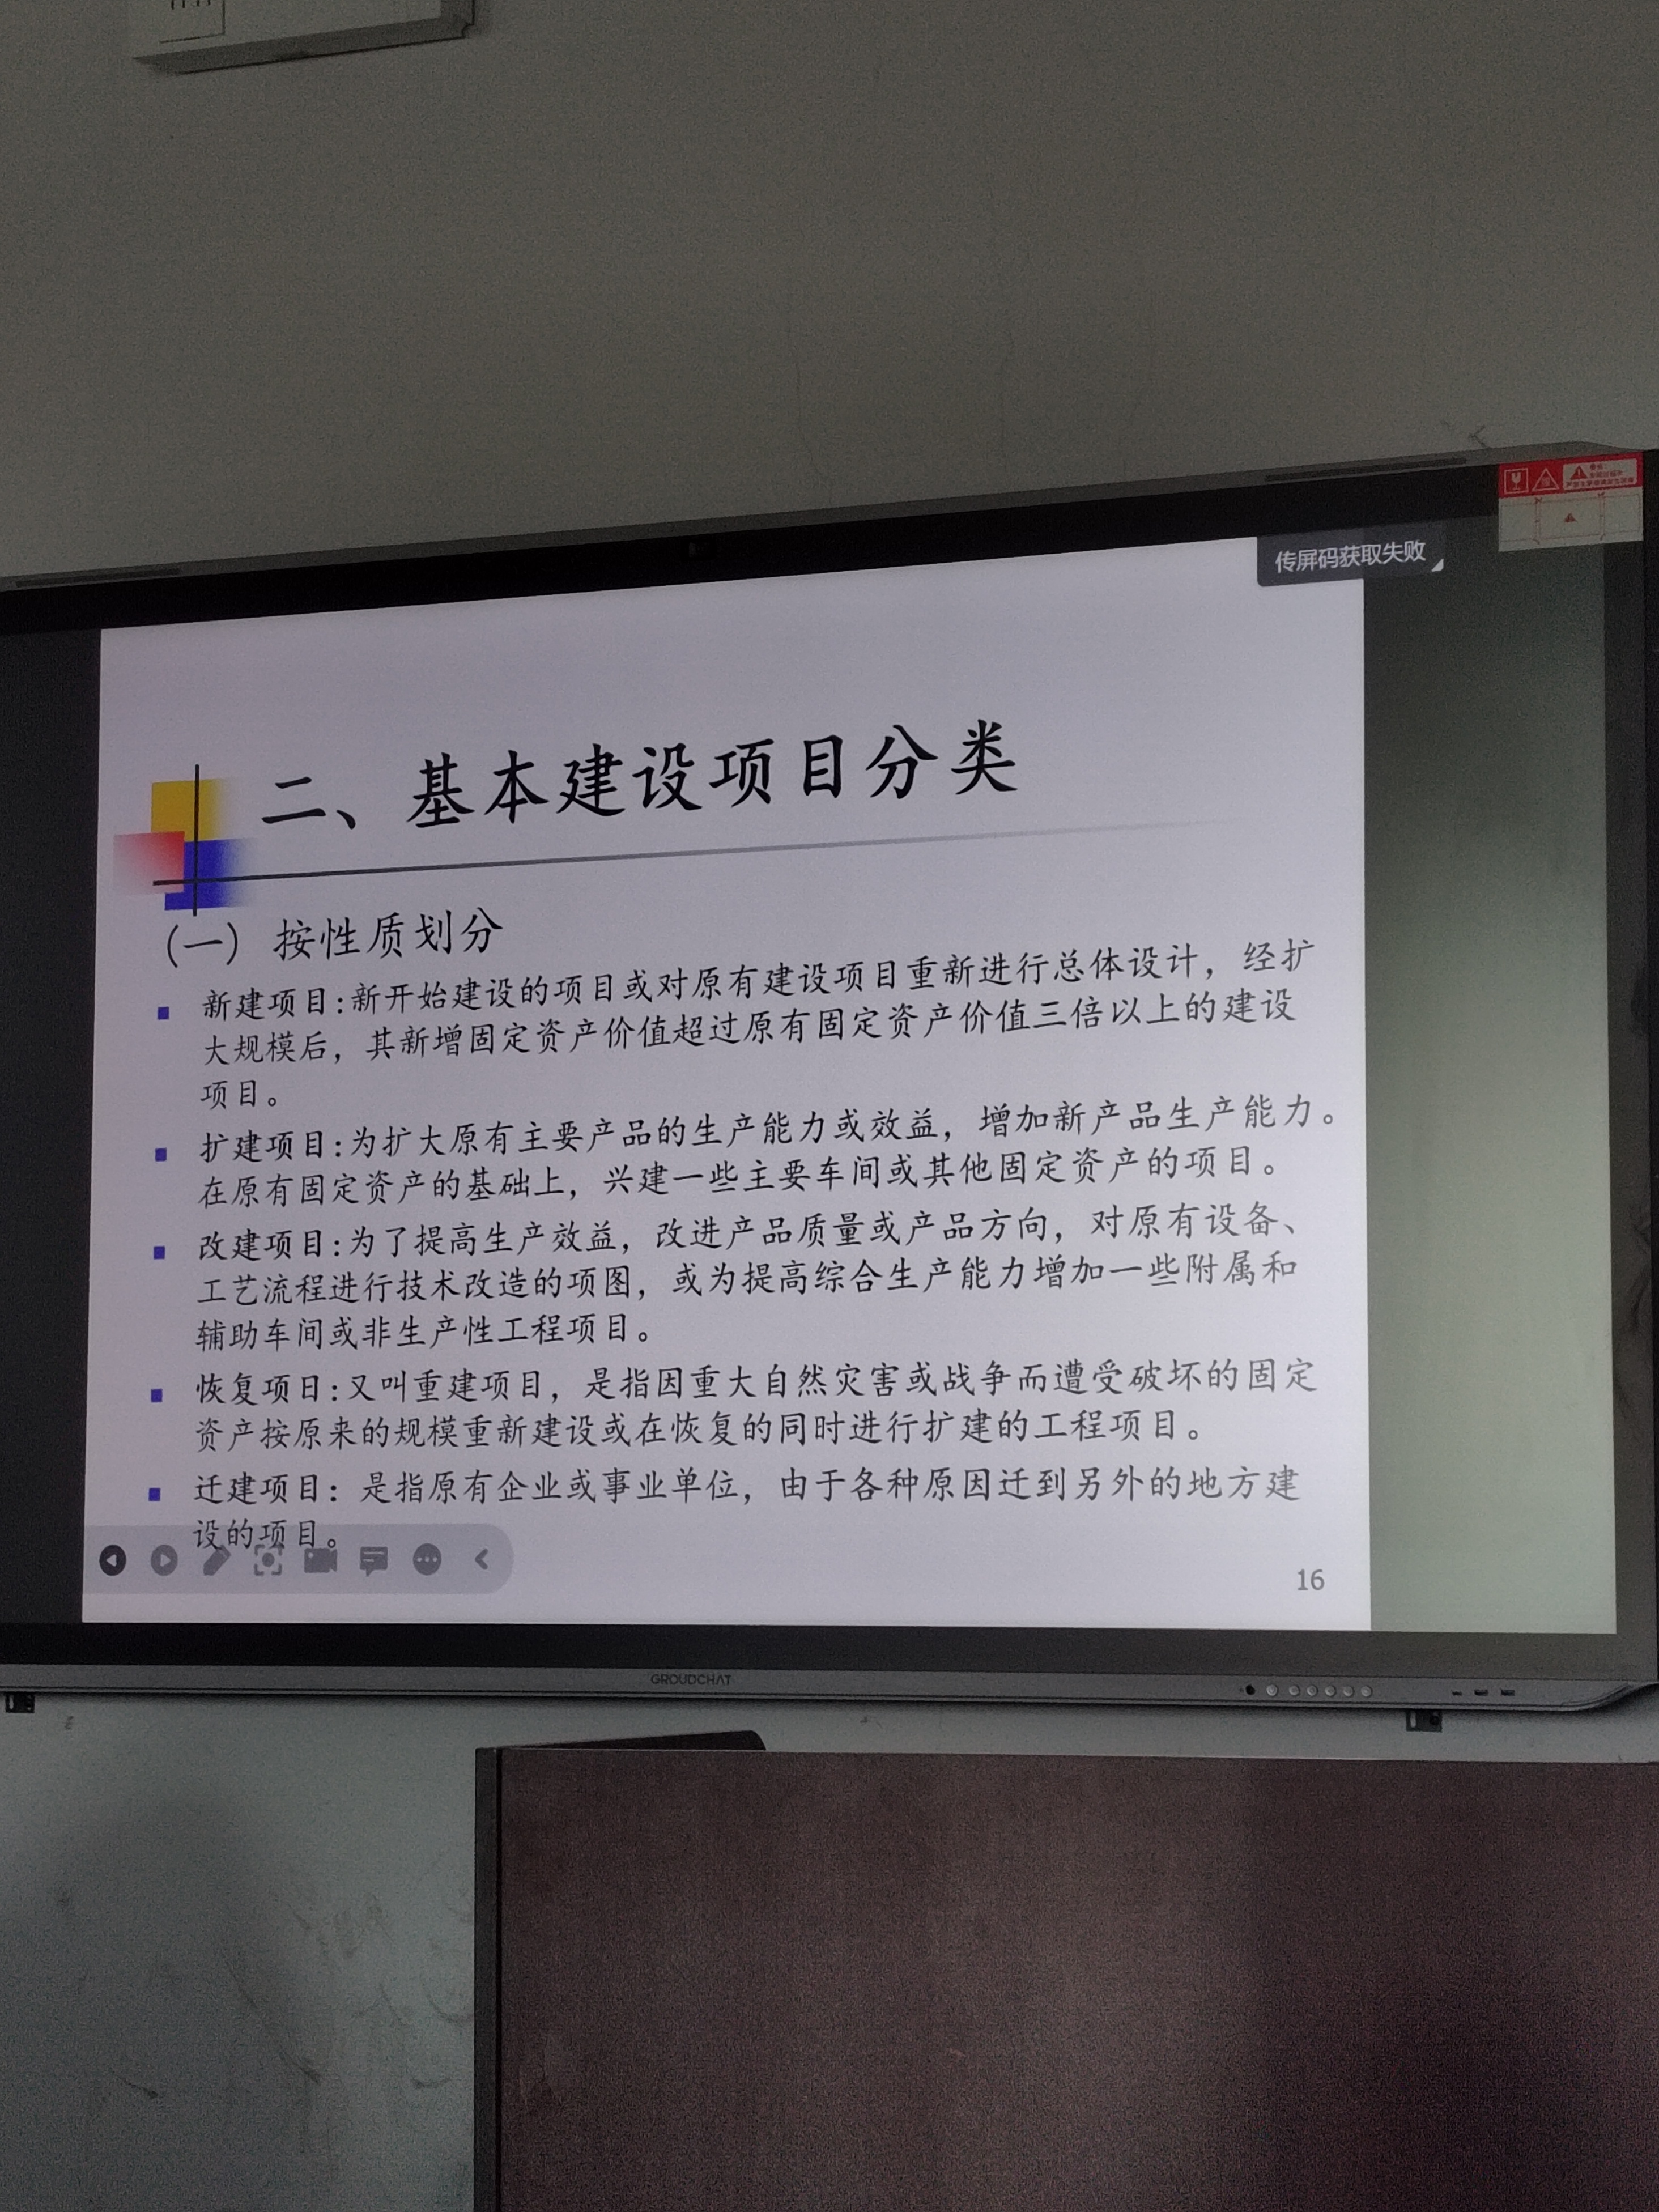 传屏码获取失败
二、基本建设项目分类
(一) 按性质划分
新建项目:新开始建设的项目或对原有建设项目重新进行总体设计，经扩
大规模后，其新增固定资产价值超过原有固定资产价值三倍以上的建设
项目。
扩建项目:为扩大原有主要产品的生产能力或效益，增加新产品生产能力。
在原有固定资产的基础上，兴建一些主要车间或其他固定资产的项目。
改建项目:为了提高生产效益，改进产品质量或产品方向，对原有设备、
工艺流程进行技术改造的项图，或为提高综合生产能力增加一些附属和
辅助车间或非生产性工程项目。
恢复项日:又叫重建项目，是指因重大自然灾害或战争而遭受破坏的固定
资产按原来的规模重新建设或在恢复的同时进行扩建的工程项目。
迁建项目: 是指原有企业或事业单位，由于各种原因迁到另外的地方建
设的项目。
16
GROUDCHAT